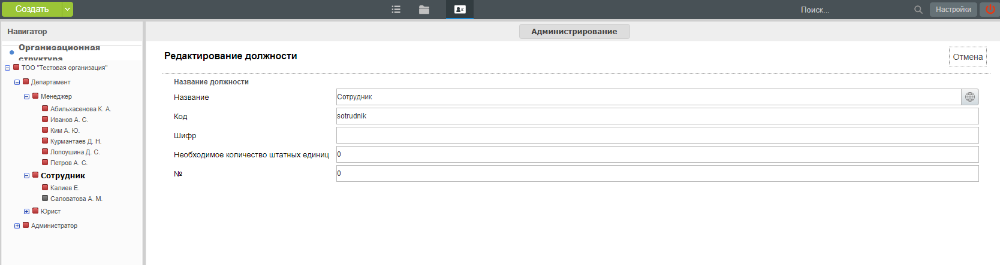 Создать
Поиск...
Настройки
Навигатор
Администрирование
Организационная
структура
ТОО "Тестовая организация"
Департамент
Менеджер
Абильхасенова К. А.
Иванов А. С.
Ким А. Ю.
Курмантаев Д. Н.
Лопоушина Д. С.
Петров А. С.
Сотрудник
Калиев Е.
Саловатова А. М.
Юрист
Администратор
Редактирование должности
Отмена
Название должности
Название Сотрудник
Код sotrudnik
Шифр
Необходимое количество штатных единиц 0
№ 0